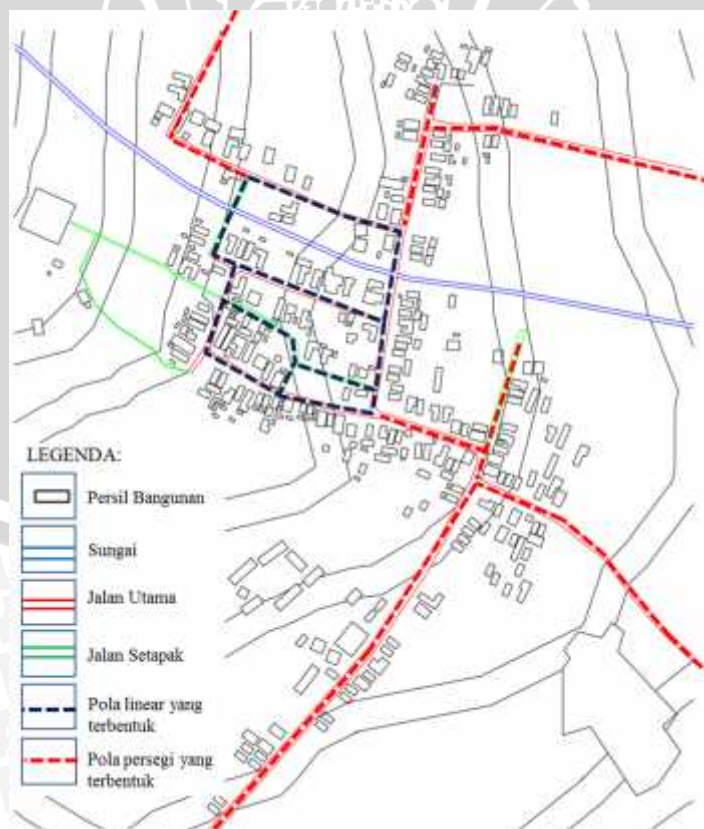 LEGENDA:
Persil Bangunan
Sungai
Jalan Utama
Jalan Setapak
Pola linear yang
terbentuk
Pola persegi yang
terbentuk